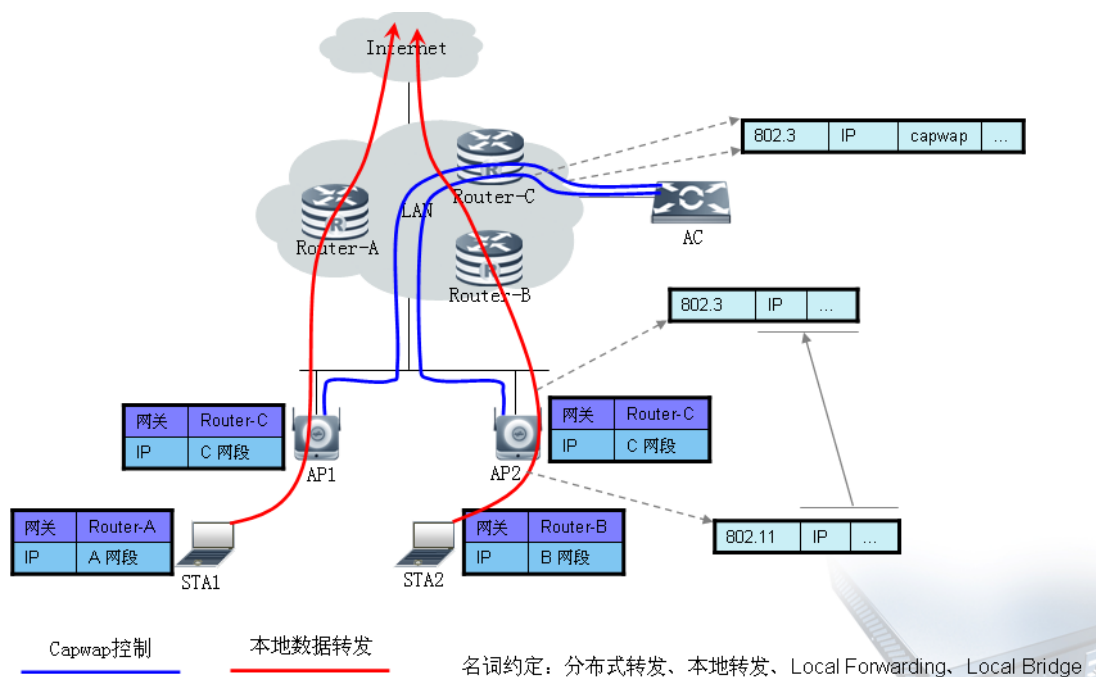 Internet
802.3 IP capwap ...
Router-C
LAN
Router-A
AC
Router-B
802.3 IP ...
网关 Router-C
IP C 网段
AP1
AP2
网关 Router-C
IP C 网段
网关 Router-A
IP A 网段
STA1
STA2
网关 Router-B
IP B 网段
802.11 IP ...
Capwap控制
本地数据转发
名词约定：分布式转发、本地转发、Local Forwarding、Local Bridge
R
R
R